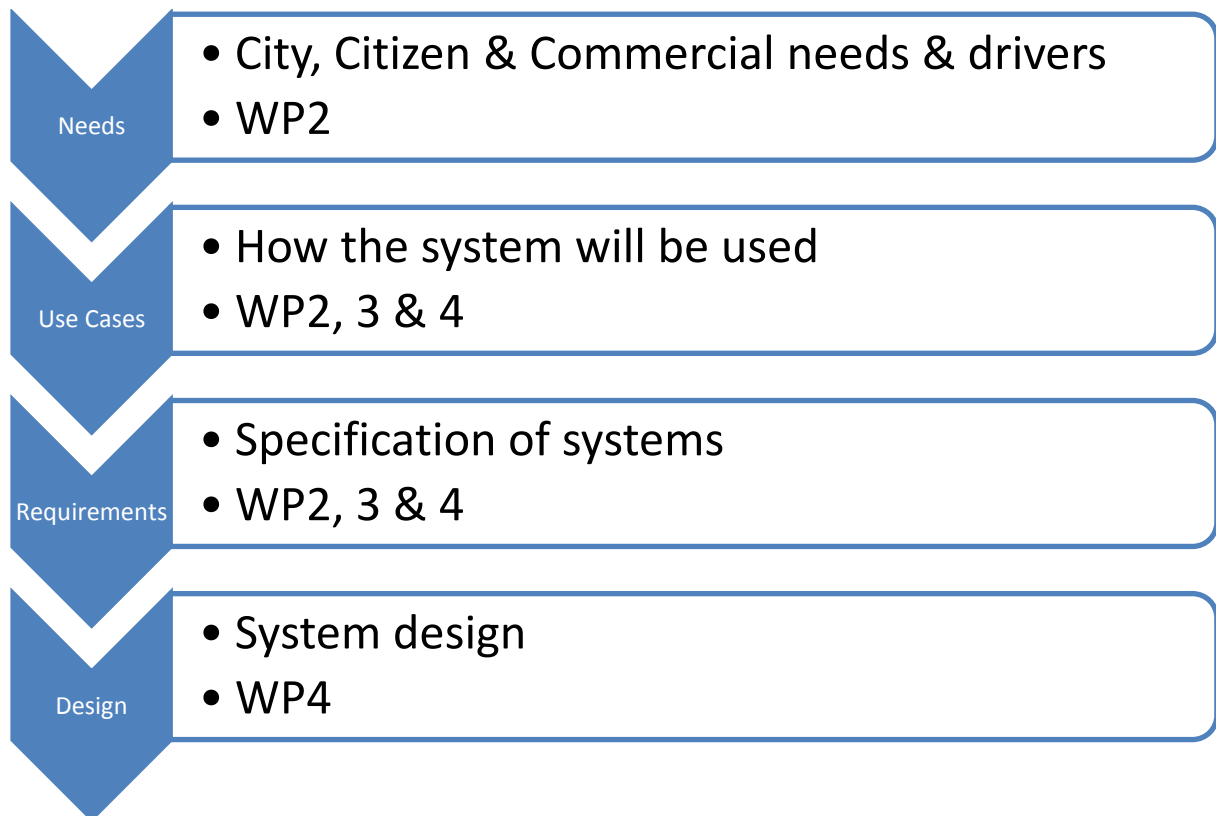 Needs
• City, Citizen & Commercial needs & drivers
• WP2
Use Cases
• How the system will be used
• WP2, 3 & 4
Requirements
• Specification of systems
• WP2, 3 & 4
Design
• System design
• WP4